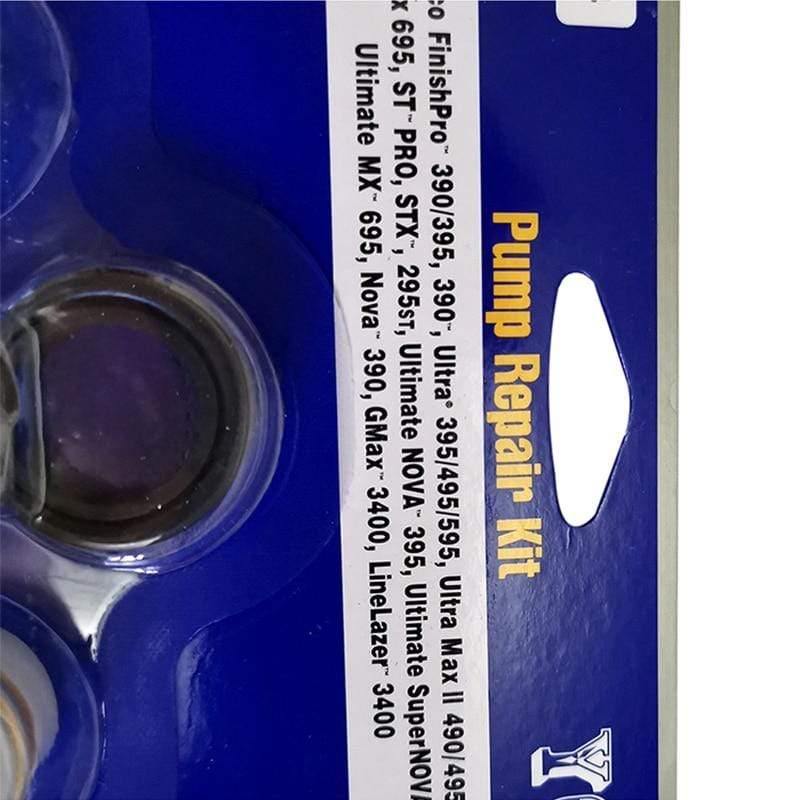 Pump Repair Kit
FinishPro™ 390/395, 390™, Ultra® 395/495/595, Ultra Max II 490/495
695, ST™ PRO, STX™, 295ST, Ultimate NOVA™ 395, Ultimate SuperNOVA
Ultimate MX™ 695, Nova™ 390, GMax™ 3400, LineLazer™ 3400
Y